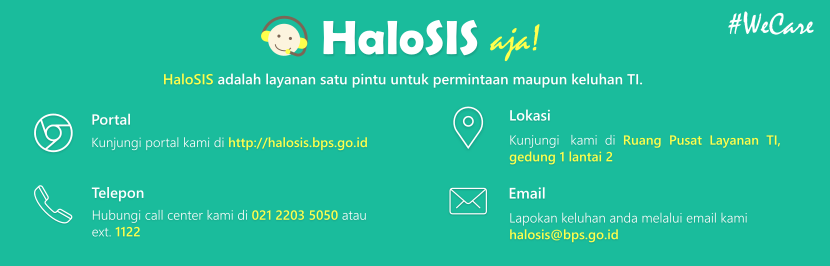 HaloSIS aja!
#WeCare
HaloSIS adalah layanan satu pintu untuk permintaan maupun keluhan TI.
Portal
Kunjungi portal kami di http://halosis.bps.go.id
Lokasi
Kunjungi kami di Ruang Pusat Layanan TI,
gedung 1 lantai 2
Telepon
Hubungi call center kami di 021 2203 5050 atau
ext. 1122
Email
Lapokan keluhan anda melalui email kami
halosis@bps.go.id